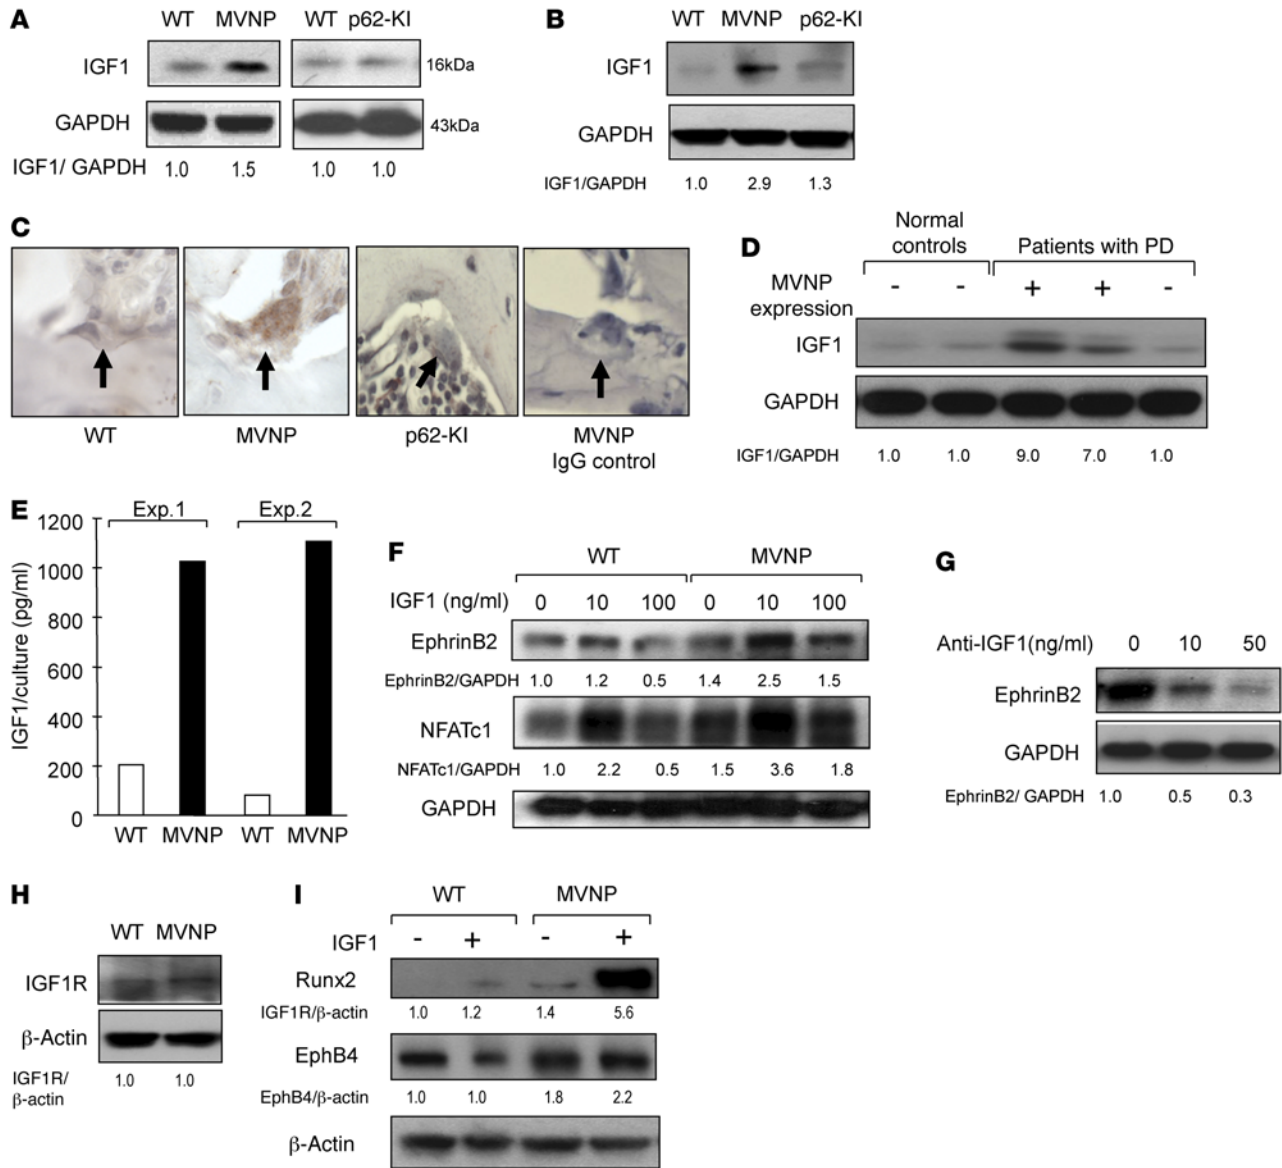 A
WT MVNP WT p62-KI
IGF1 16kDa
GAPDH 43kDa
IGF1/ GAPDH 1.0 1.5 1.0 1.0
B
WT MVNP p62-KI
IGF1
GAPDH
IGF1/GAPDH 1.0 2.9 1.3
C
WT MVNP p62-KI MVNP
IgG control
D
Normal
controls Patients with PD
MVNP
expression - - + + -
IGF1
GAPDH
IGF1/GAPDH 1.0 1.0 9.0 7.0 1.0
E
Exp.1 Exp.2
IGF1/culture (pg/ml)
1200
1000
800
600
400
200
0
WT MVNP WT MVNP
F
WT MVNP
IGF1 (ng/ml) 0 10 100 0 10 100
EphrinB2
EphrinB2/GAPDH 1.0 1.2 0.5 1.4 2.5 1.5
NFATc1
NFATc1/GAPDH 1.0 2.2 0.5 1.5 3.6 1.8
GAPDH
G
Anti-IGF1(ng/ml) 0 10 50
EphrinB2
GAPDH
EphrinB2/ GAPDH 1.0 0.5 0.3
H
WT MVNP
IGF1R
β-Actin
IGF1R/
β-actin 1.0 1.0
I
WT MVNP
IGF1 - + - +
Runx2
IGF1R/β-actin 1.0 1.2 1.4 5.6
EphB4
EphB4/β-actin 1.0 1.0 1.8 2.2
β-Actin